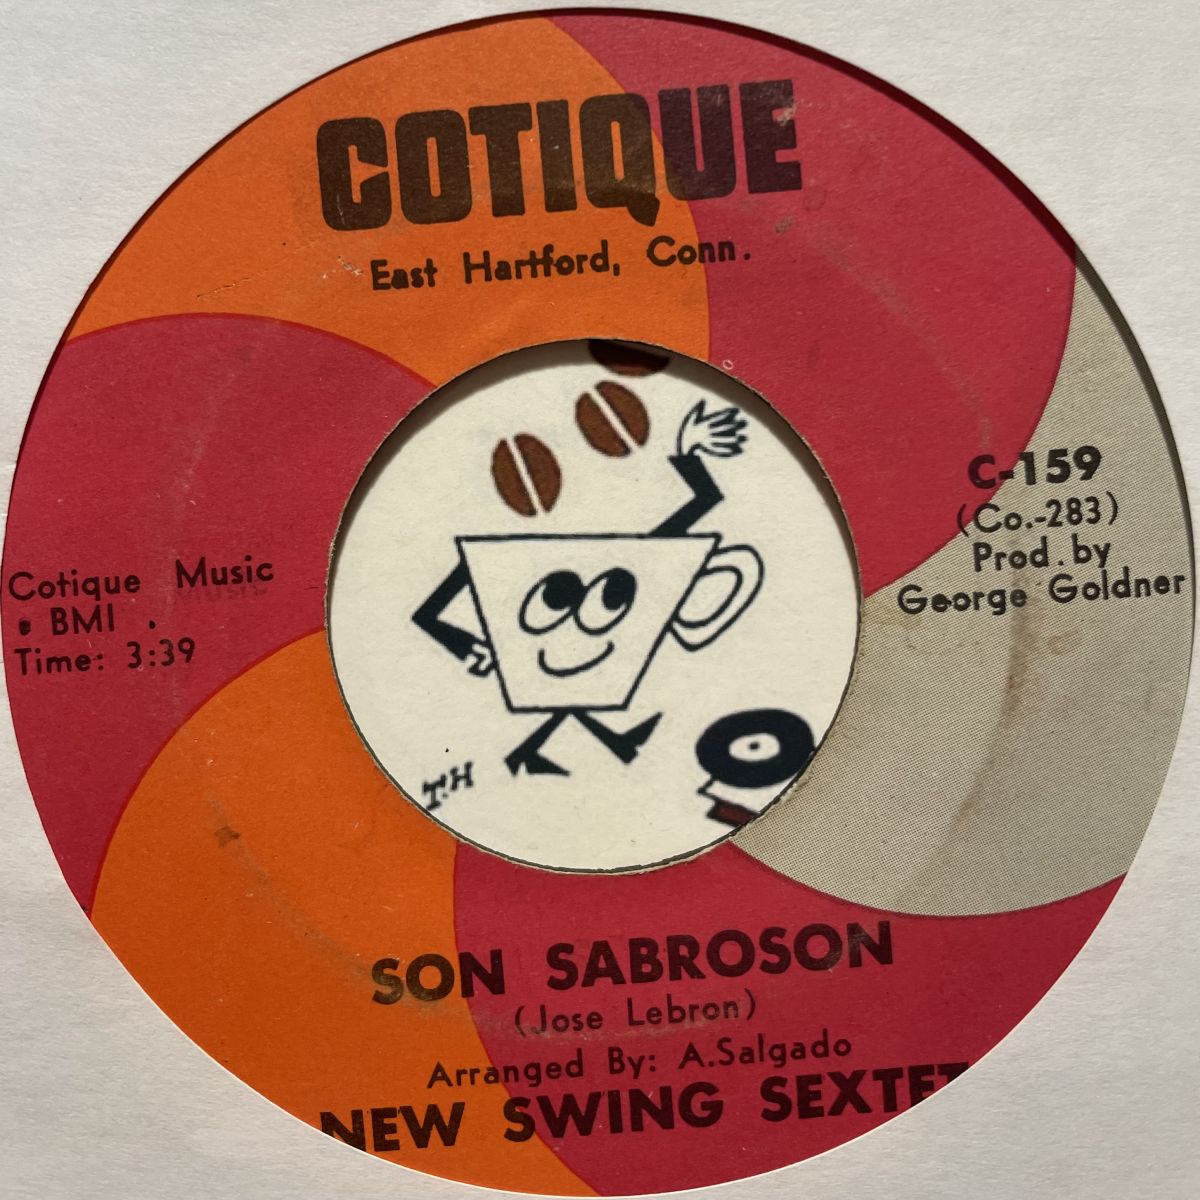 COTIQUE
East Hartford, Conn.
C-159
(Co.-283)
Prod. by
George Goldner
Cotique Music
. BMI .
Time: 3:39
T.H
SON SABROSON
(Jose Lebron)
Arranged By: A.Salgado
NEW SWING SEXTET